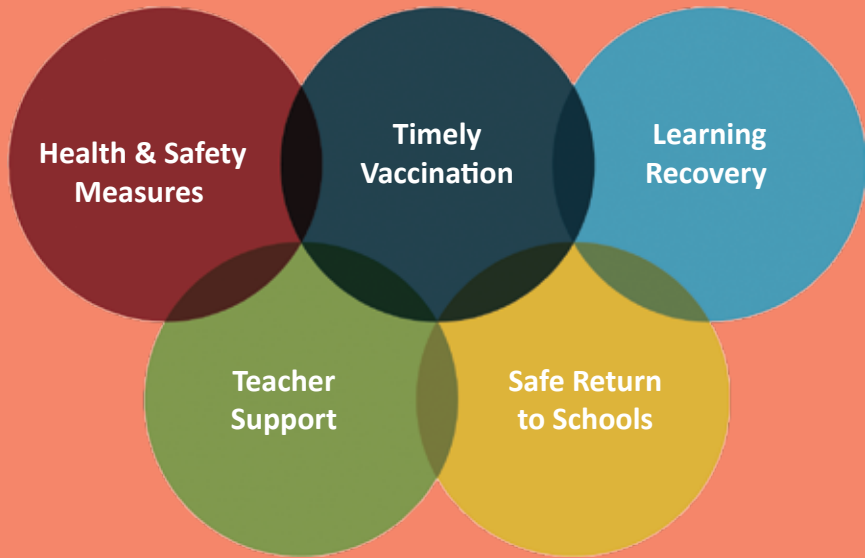 Health & Safety
Measures
Timely
Vaccination
Learning
Recovery
Teacher
Support
Safe Return
to Schools